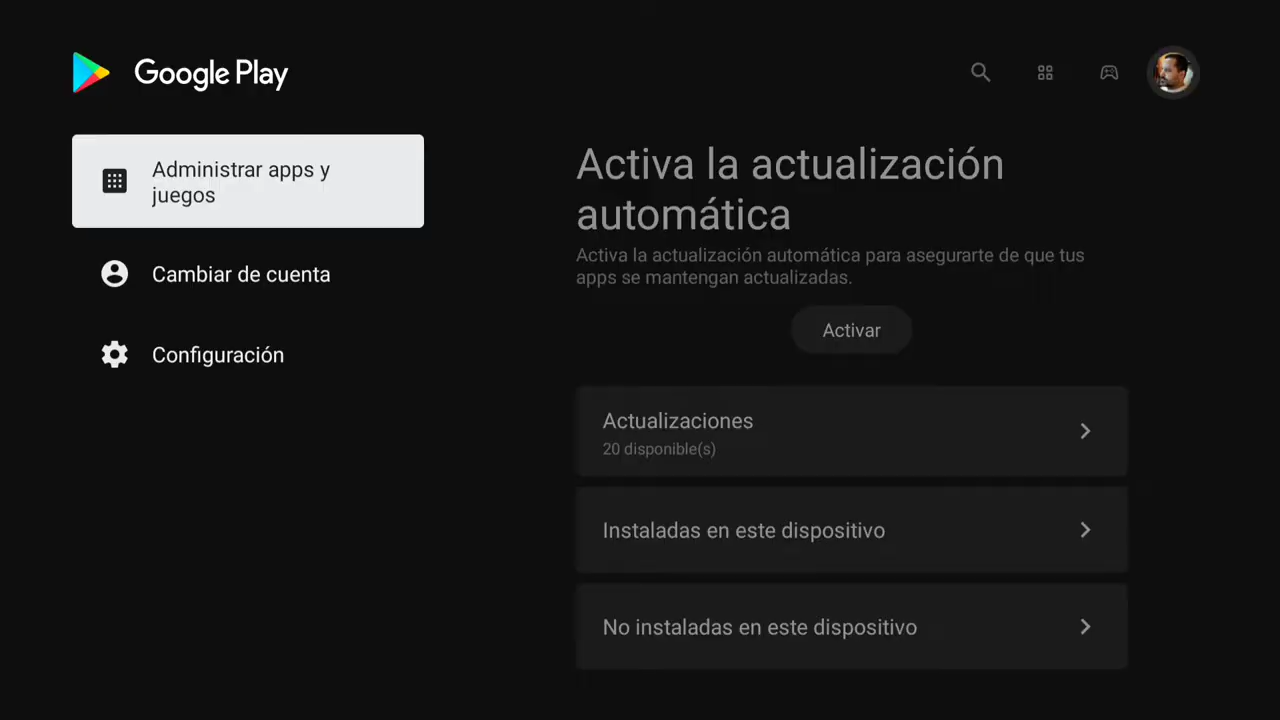 Google Play
Administrar apps y
juegos
Cambiar de cuenta
Configuración
Activa la actualización
automática
Activa la actualización automática para asegurarte de que tus
apps se mantengan actualizadas.
Activar
Actualizaciones
20 disponible(s)
Instaladas en este dispositivo
No instaladas en este dispositivo